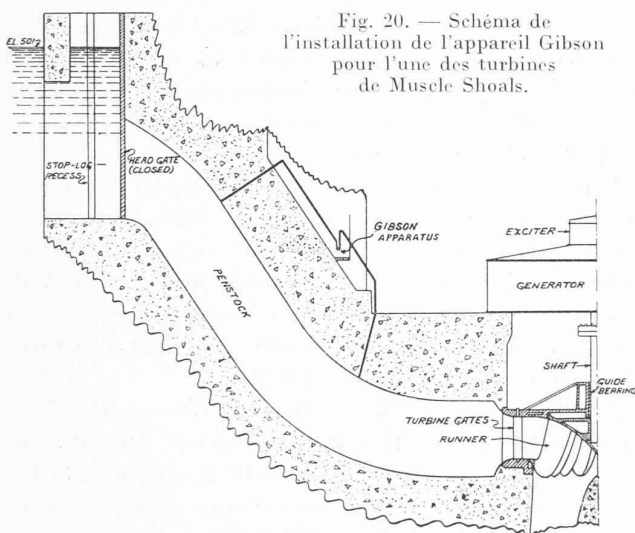 Fig. 20. — Schéma de
l'installation de l'appareil Gibson
pour l'une des turbines
de Muscle Shoals.
EL 501.2
STOP-LOG
RECESS
HEAD GATE
(CLOSED)
GIBSON
APPARATUS
PENSTOCK
EXCITER
GENERATOR
SHAFT
GUIDE
BEARING
TURBINE GATES
RUNNER